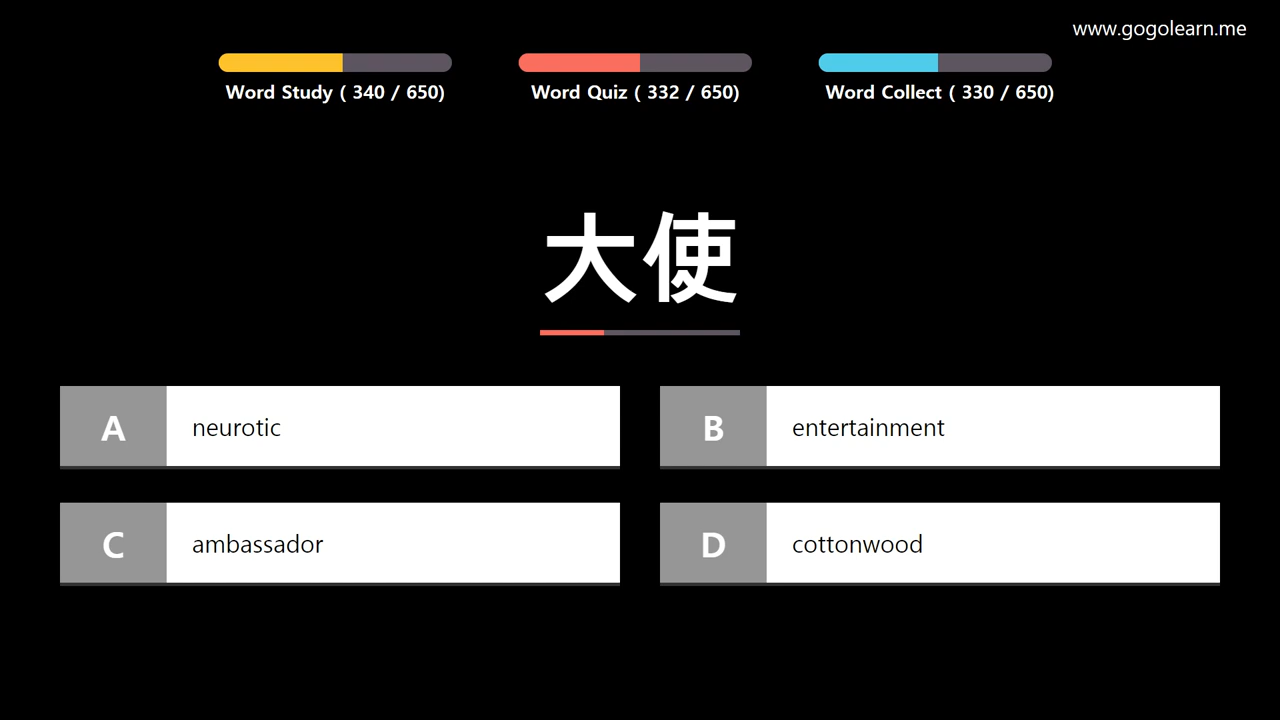 www.gogolearn.me
Word Study ( 340 / 650)
Word Quiz ( 332 / 650)
Word Collect ( 330 / 650)
大使
A
neurotic
B
entertainment
C
ambassador
D
cottonwood